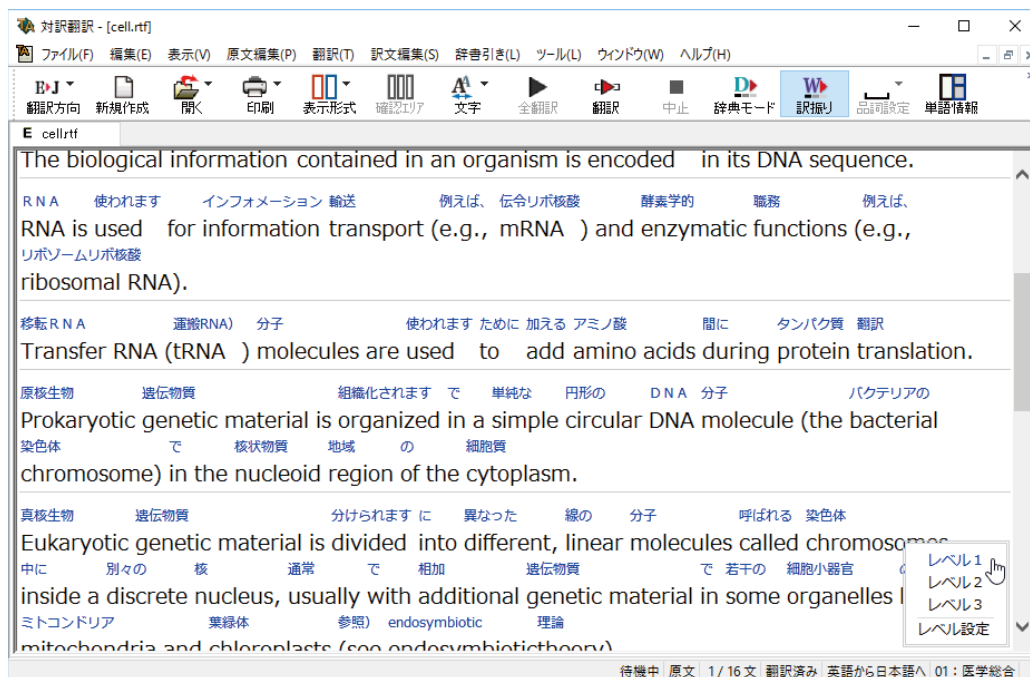 対訳翻訳 - [cell.rtf]
ファイル(F) 編集(E) 表示(V) 原文編集(P) 翻訳(T) 訳文編集(S) 辞書引き(L) ツール(L) ウィンドウ(W) ヘルプ(H)
E▸J
翻訳方向 新規作成 開く 印刷 表示形式 確認エリア 文字 全翻訳 翻訳 中止 辞典モード 訳振り 品詞設定 単語情報
E cell.rtf
The biological information contained in an organism is encoded in its DNA sequence.
ＲＮＡ 使われます インフォメーション 輸送 例えば、 伝令リボ核酸 酵素学的 職務 例えば、
RNA is used for information transport (e.g., mRNA ) and enzymatic functions (e.g.,
リボゾームリボ核酸
ribosomal RNA).
移転ＲＮＡ 運搬RNA) 分子 使われます ために 加える アミノ酸 間に タンパク質 翻訳
Transfer RNA (tRNA ) molecules are used to add amino acids during protein translation.
原核生物 遺伝物質 組織化されます で 単純な 円形の ＤＮＡ 分子 バクテリアの
Prokaryotic genetic material is organized in a simple circular DNA molecule (the bacterial
染色体 で 核状物質 地域 の 細胞質
chromosome) in the nucleoid region of the cytoplasm.
真核生物 遺伝物質 分けられます に 異なった 線の 分子 呼ばれる 染色体
Eukaryotic genetic material is divided into different, linear molecules called chromosomes
中に 別々の 核 通常 で 相加 遺伝物質 で 若干の 細胞小器官
inside a discrete nucleus, usually with additional genetic material in some organelles
ミトコンドリア 葉緑体 参照) endosymbiotic 理論
mitochondria and chloroplasts (see endosymbiotictheory)
レベル1
レベル2
レベル3
レベル設定
待機中 原文 1 / 16 文 翻訳済み 英語から日本語へ 01：医学総合